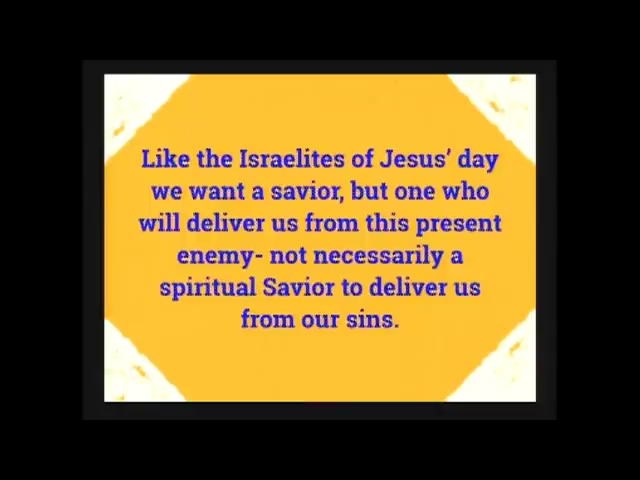 Like the Israelites of Jesus’ day
we want a savior, but one who
will deliver us from this present
enemy- not necessarily a
spiritual Savior to deliver us
from our sins.